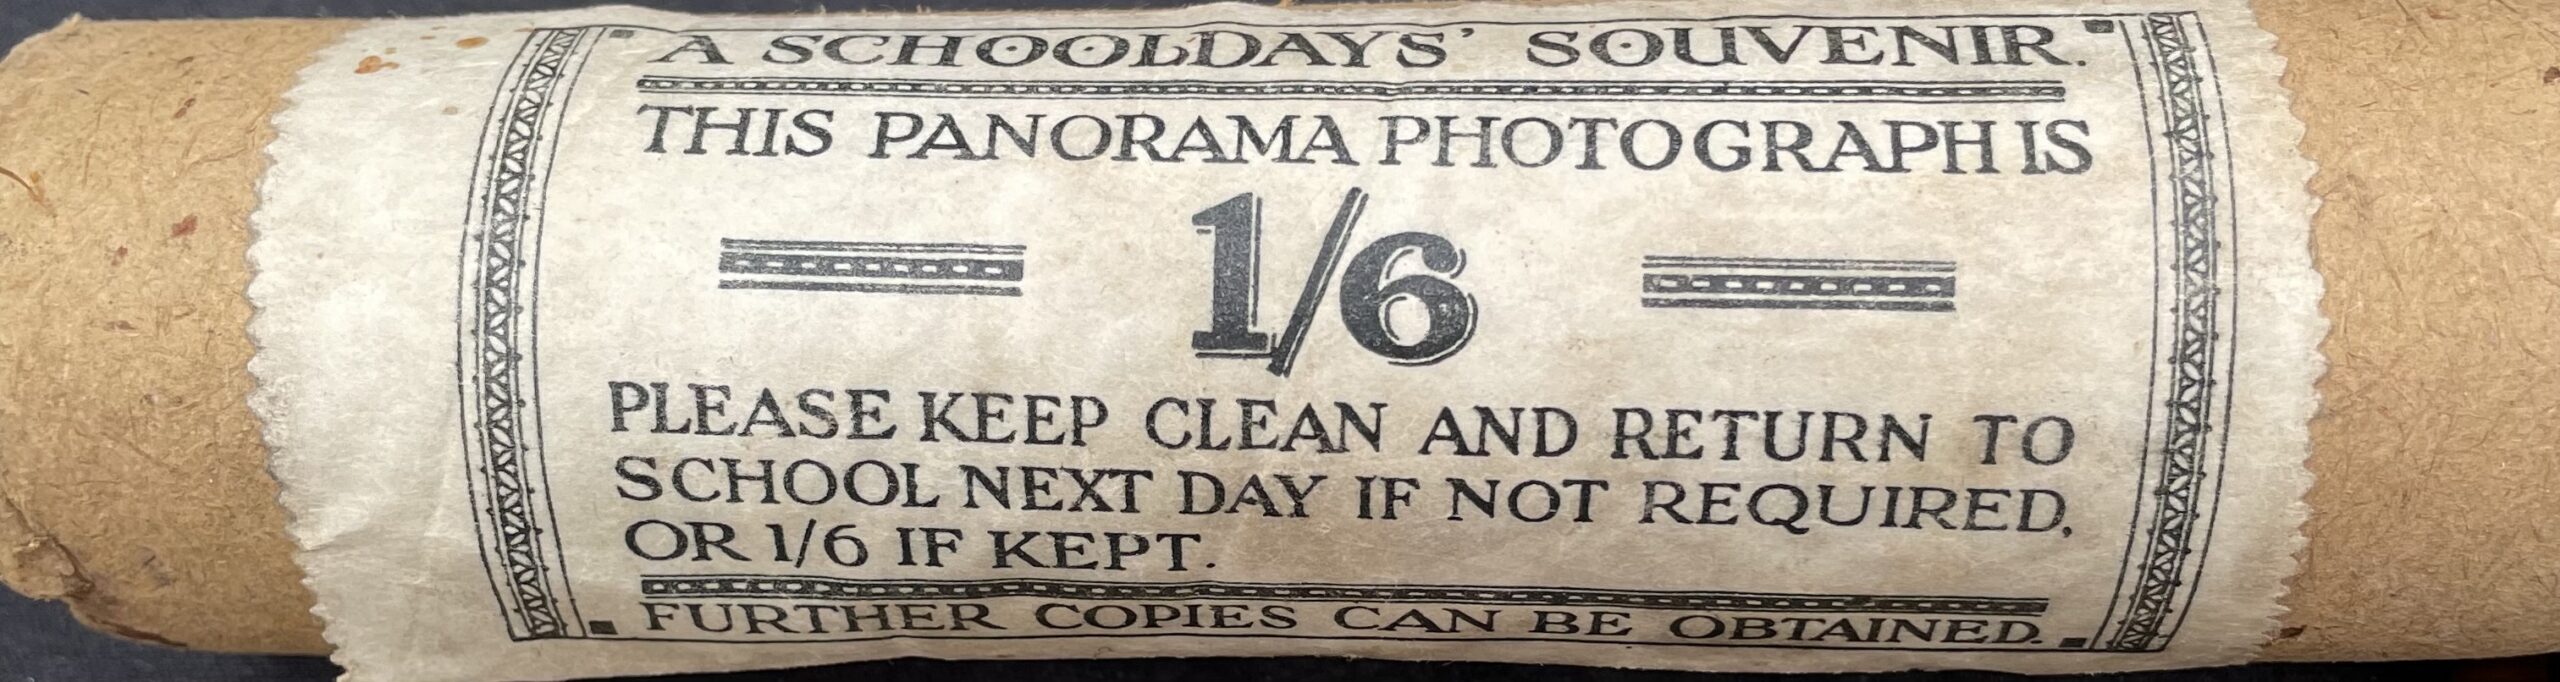 A SCHOOLDAYS' SOUVENIR.
THIS PANORAMA PHOTOGRAPH IS
1/6
PLEASE KEEP CLEAN AND RETURN TO
SCHOOL NEXT DAY IF NOT REQUIRED,
OR 1/6 IF KEPT.
FURTHER COPIES CAN BE OBTAINED.